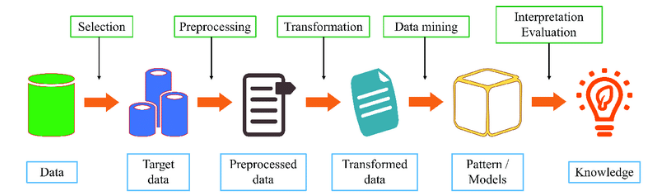 Selection
Preprocessing
Transformation
Data mining
Interpretation
Evaluation
Data
Target
data
Preprocessed
data
Transformed
data
Pattern /
Models
Knowledge